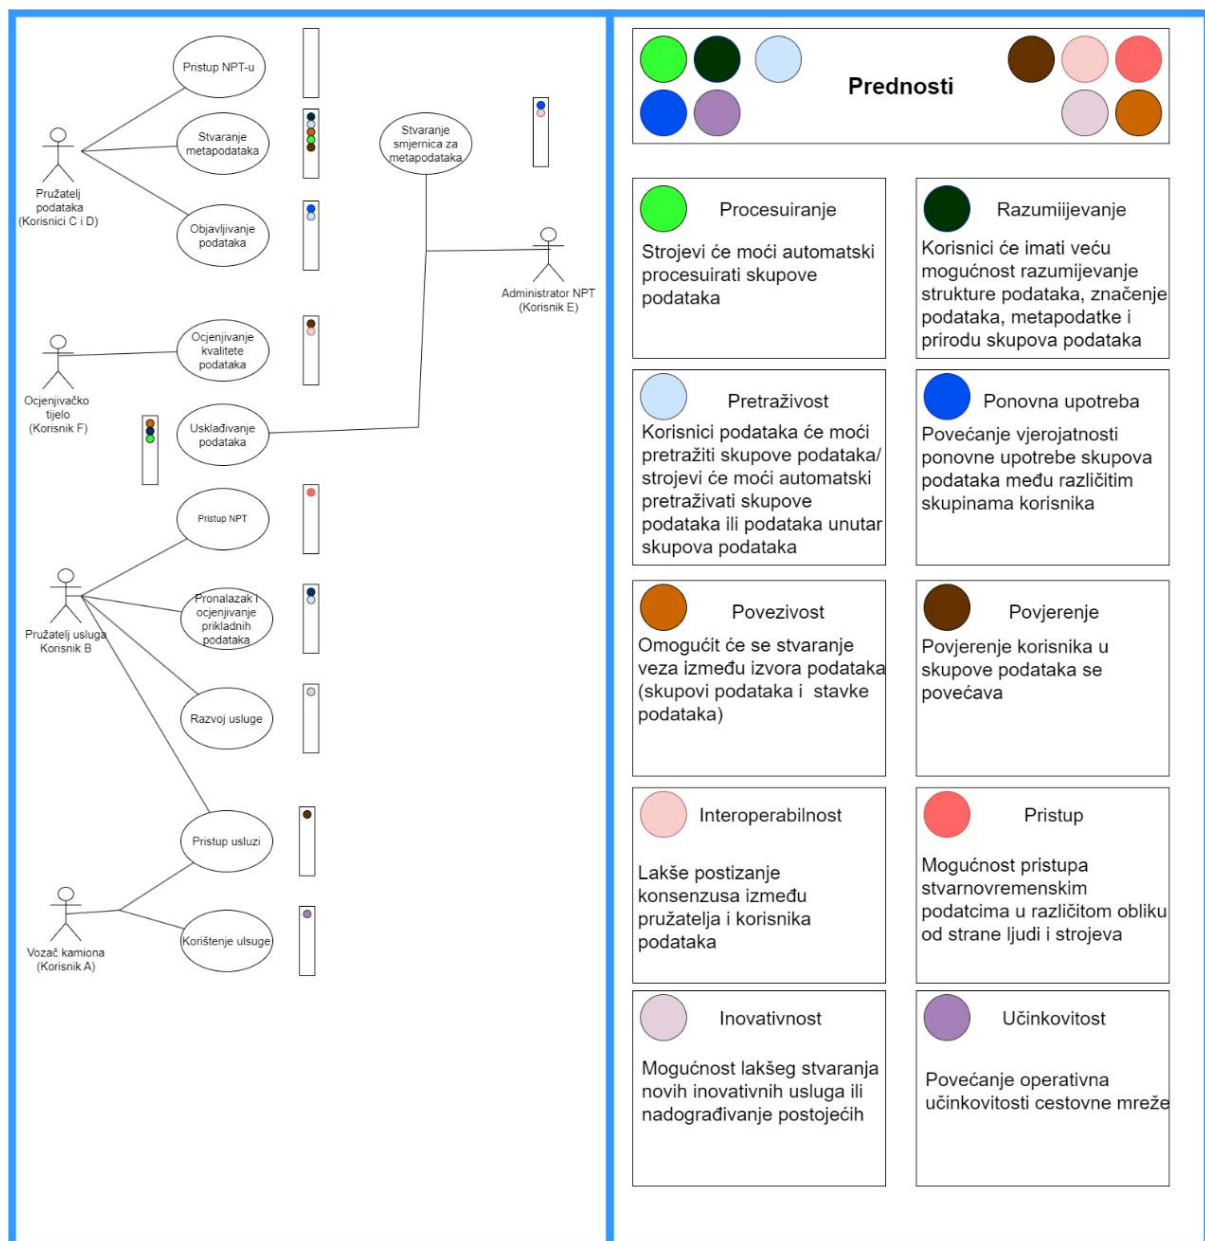 Pristup NPT-u
Stvaranje
metapodataka
Pružatelj
podataka
(Korisnici C i D)
Objavljivanje
podataka
Stvaranje
smjernica za
metapodataka
Administrator NPT
(Korisnik E)
Ocjenjivanje
kvalitete
podataka
Ocjenjivačko
tijelo
(Korisnik F)
Usklađivanje
podataka
Pristup NPT
Pronalazak I
ocjenjivanje
prikladnih
podataka
Pružatelj usluga
Korisnik B
Razvoj usluge
Pristup usluzi
Vozač kamiona
(Korisnik A)
Korištenje ulsuge
Prednosti
Procesuiranje
Strojevi će moći automatski
procesuirati skupove
podataka
Razumiijevanje
Korisnici će imati veću
mogućnost razumijevanje
strukture podataka, značenje
podataka, metapodatke i
prirodu skupova podataka
Pretraživost
Korisnici podataka će moći
pretražiti skupove podataka/
strojevi će moći automatski
pretraživati skupove
podataka ili podataka unutar
skupova podataka
Ponovna upotreba
Povećanje vjerojatnosti
ponovne upotrebe skupova
podataka među različitim
skupinama korisnika
Povezivost
Omogućit će se stvaranje
veza između izvora podataka
(skupovi podataka i stavke
podataka)
Povjerenje
Povjerenje korisnika u
skupove podataka se
povećava
Interoperabilnost
Lakše postizanje
konsenzusa između
pružatelja i korisnika
podataka
Pristup
Mogućnost pristupa
stvarnovremenskim
podatcima u različitom obliku
od strane ljudi i strojeva
Inovativnost
Mogućnost lakšeg stvaranja
novih inovativnih usluga ili
nadograđivanje postojećih
Učinkovitost
Povećanje operativna
učinkovitosti cestovne mreže